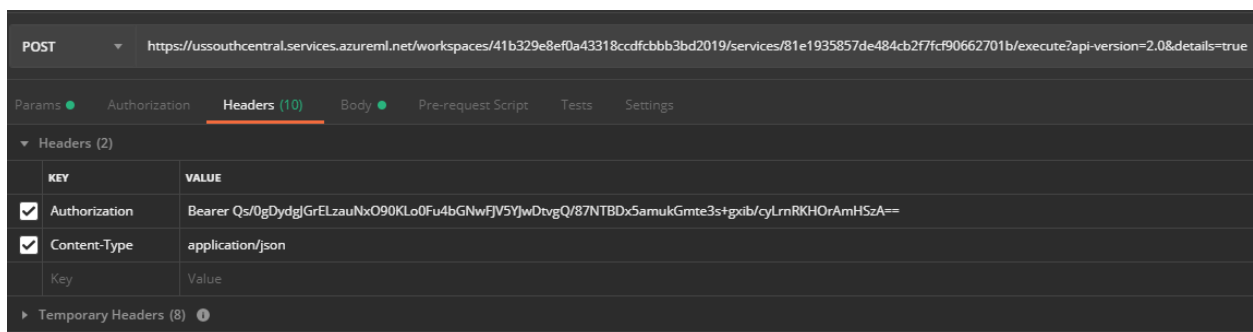 POST https://ussouthcentral.services.azureml.net/workspaces/41b329e8ef0a43318ccdfcbbb3bd2019/services/81e1935857de484cb2f7fcf90662701b/execute?api-version=2.0&details=true
Params Authorization Headers (10) Body Pre-request Script Tests Settings
Headers (2)
KEY VALUE
Authorization Bearer Qs/0gDydgJGrELzauNxO90KLo0Fu4bGNwFJV5YJwDtvgQ/87NTBDx5amukGmte3s+gxib/cyLrnRKHOrAmHSzA==
Content-Type application/json
Key Value
Temporary Headers (8)